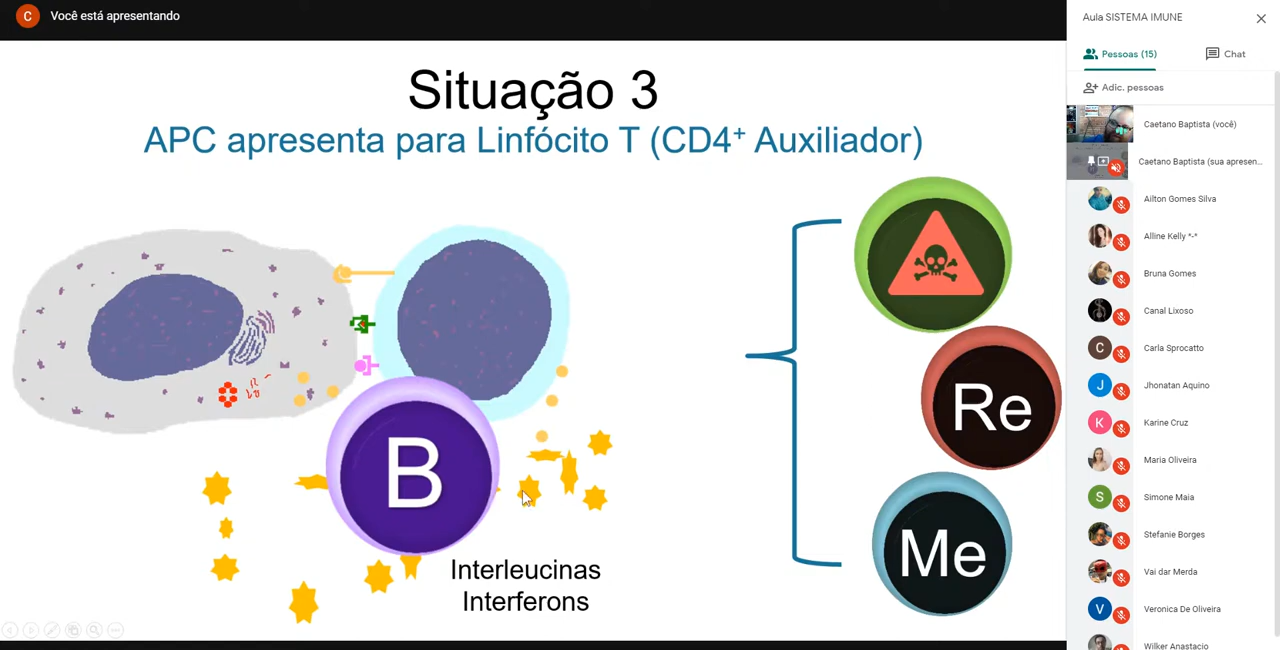 C Você está apresentando
Situação 3
APC apresenta para Linfócito T (CD4⁺ Auxiliador)
B
Re
Me
Interleucinas
Interferons
Aula SISTEMA IMUNE
Pessoas (15)
Chat
Adic. pessoas
Caetano Baptista (você)
Caetano Baptista (sua apresen...
Ailton Gomes Silva
Alline Kelly *-*
Bruna Gomes
Canal Lixoso
C Carla Sprocatto
J Jhonatan Aquino
K Karine Cruz
Maria Oliveira
S Simone Maia
Stefanie Borges
Vai dar Merda
V Veronica De Oliveira
Wilker Anastacio